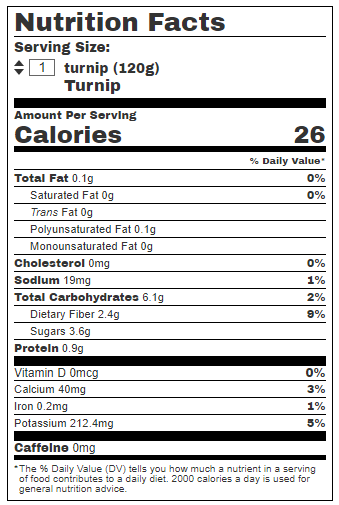 Nutrition Facts
Serving Size:
1 turnip (120g)
Turnip
Amount Per Serving
Calories 26
% Daily Value*
Total Fat 0.1g 0%
Saturated Fat 0g 0%
Trans Fat 0g
Polyunsaturated Fat 0.1g
Monounsaturated Fat 0g
Cholesterol 0mg 0%
Sodium 19mg 1%
Total Carbohydrates 6.1g 2%
Dietary Fiber 2.4g 9%
Sugars 3.6g
Protein 0.9g
Vitamin D 0mcg 0%
Calcium 40mg 3%
Iron 0.2mg 1%
Potassium 212.4mg 5%
Caffeine 0mg
*The % Daily Value (DV) tells you how much a nutrient in a serving
of food contributes to a daily diet. 2000 calories a day is used for
general nutrition advice.